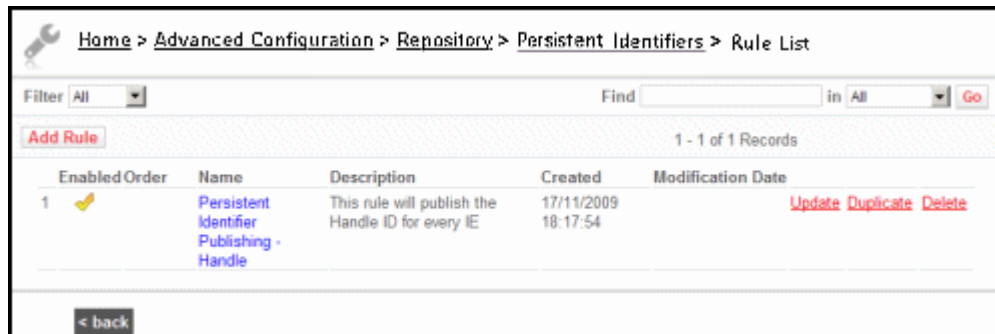 Home > Advanced Configuration > Repository > Persistent Identifiers > Rule List
Filter All Find in All Go
Add Rule 1 - 1 of 1 Records
Enabled Order Name Description Created Modification Date
1 Persistent This rule will publish the 17/11/2009 Update Duplicate Delete
Identifier Handle ID for every IE 18:17:54
Publishing -
Handle
< back